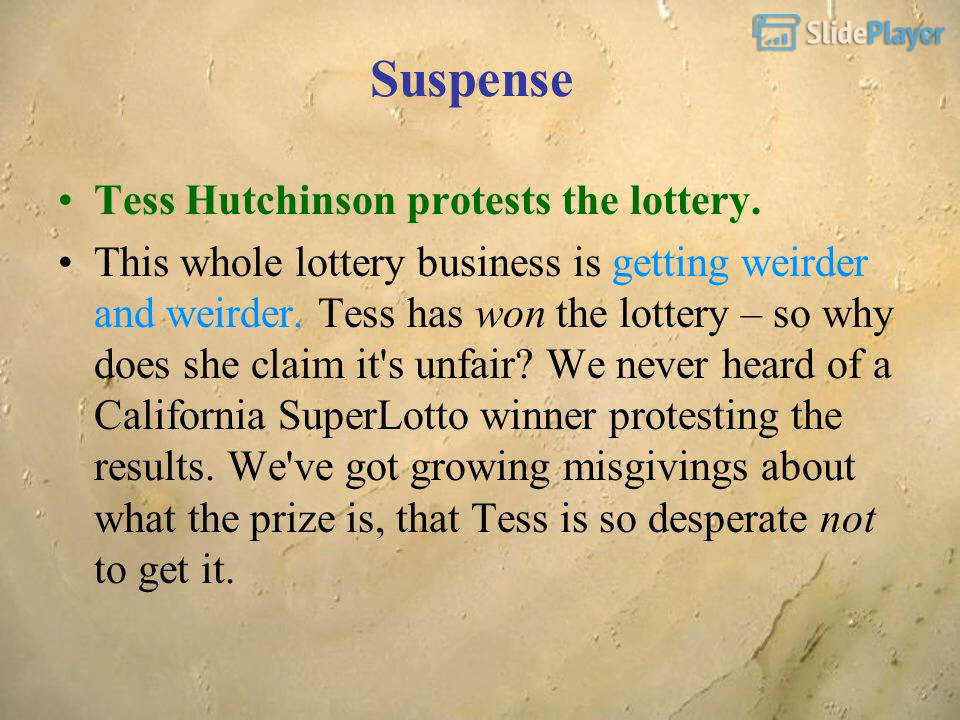 SlidePlayer
Suspense
• Tess Hutchinson protests the lottery.
• This whole lottery business is getting weirder
and weirder. Tess has won the lottery – so why
does she claim it's unfair? We never heard of a
California SuperLotto winner protesting the
results. We've got growing misgivings about
what the prize is, that Tess is so desperate not
to get it.